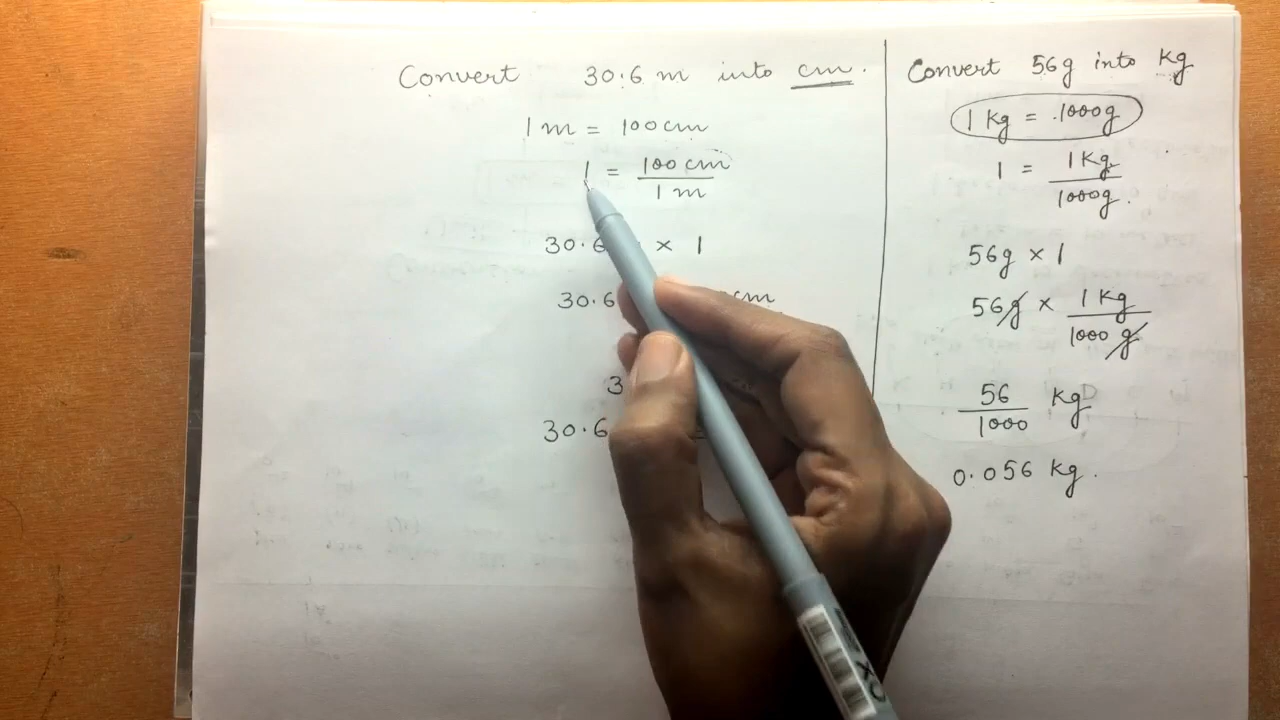 Convert 30.6 m into cm.
1 m = 100 cm
1 = 100 cm / 1 m
30.6 × 1
30.6 cm
3
30.6
Convert 56g into Kg
1 Kg = 1000g
1 = 1 Kg / 1000g.
56g × 1
56g × 1 Kg / 1000 g
56 / 1000 Kg
0.056 Kg.